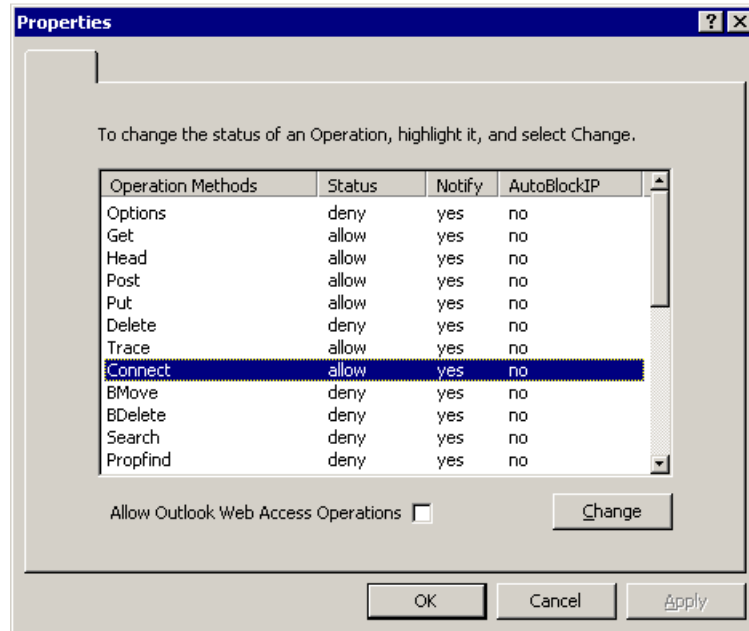 Properties
To change the status of an Operation, highlight it, and select Change.
Operation Methods Status Notify AutoBlockIP
Options deny yes no
Get allow yes no
Head allow yes no
Post allow yes no
Put allow yes no
Delete deny yes no
Trace allow yes no
Connect allow yes no
BMove deny yes no
BDelete deny yes no
Search deny yes no
Propfind deny yes no
Allow Outlook Web Access Operations Change
OK Cancel Apply